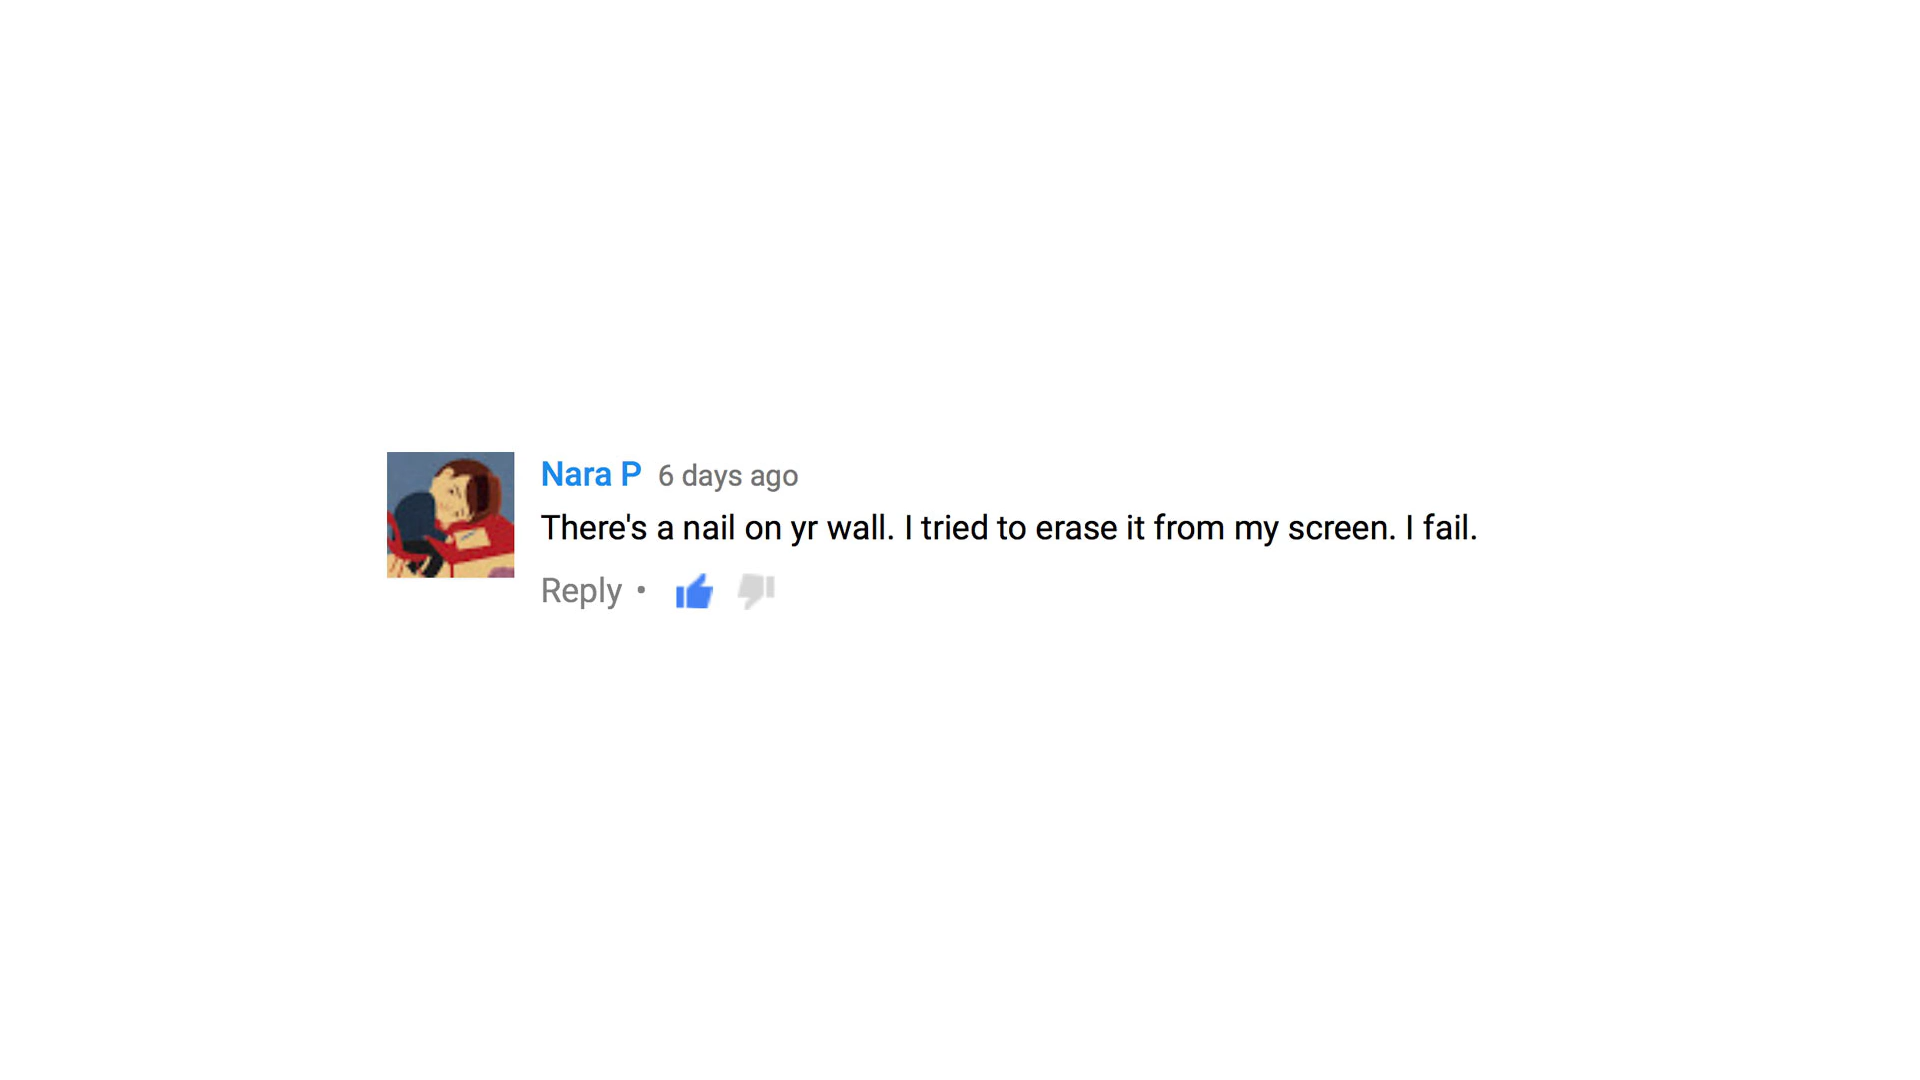 Nara P 6 days ago
There's a nail on yr wall. I tried to erase it from my screen. I fail.
Reply •